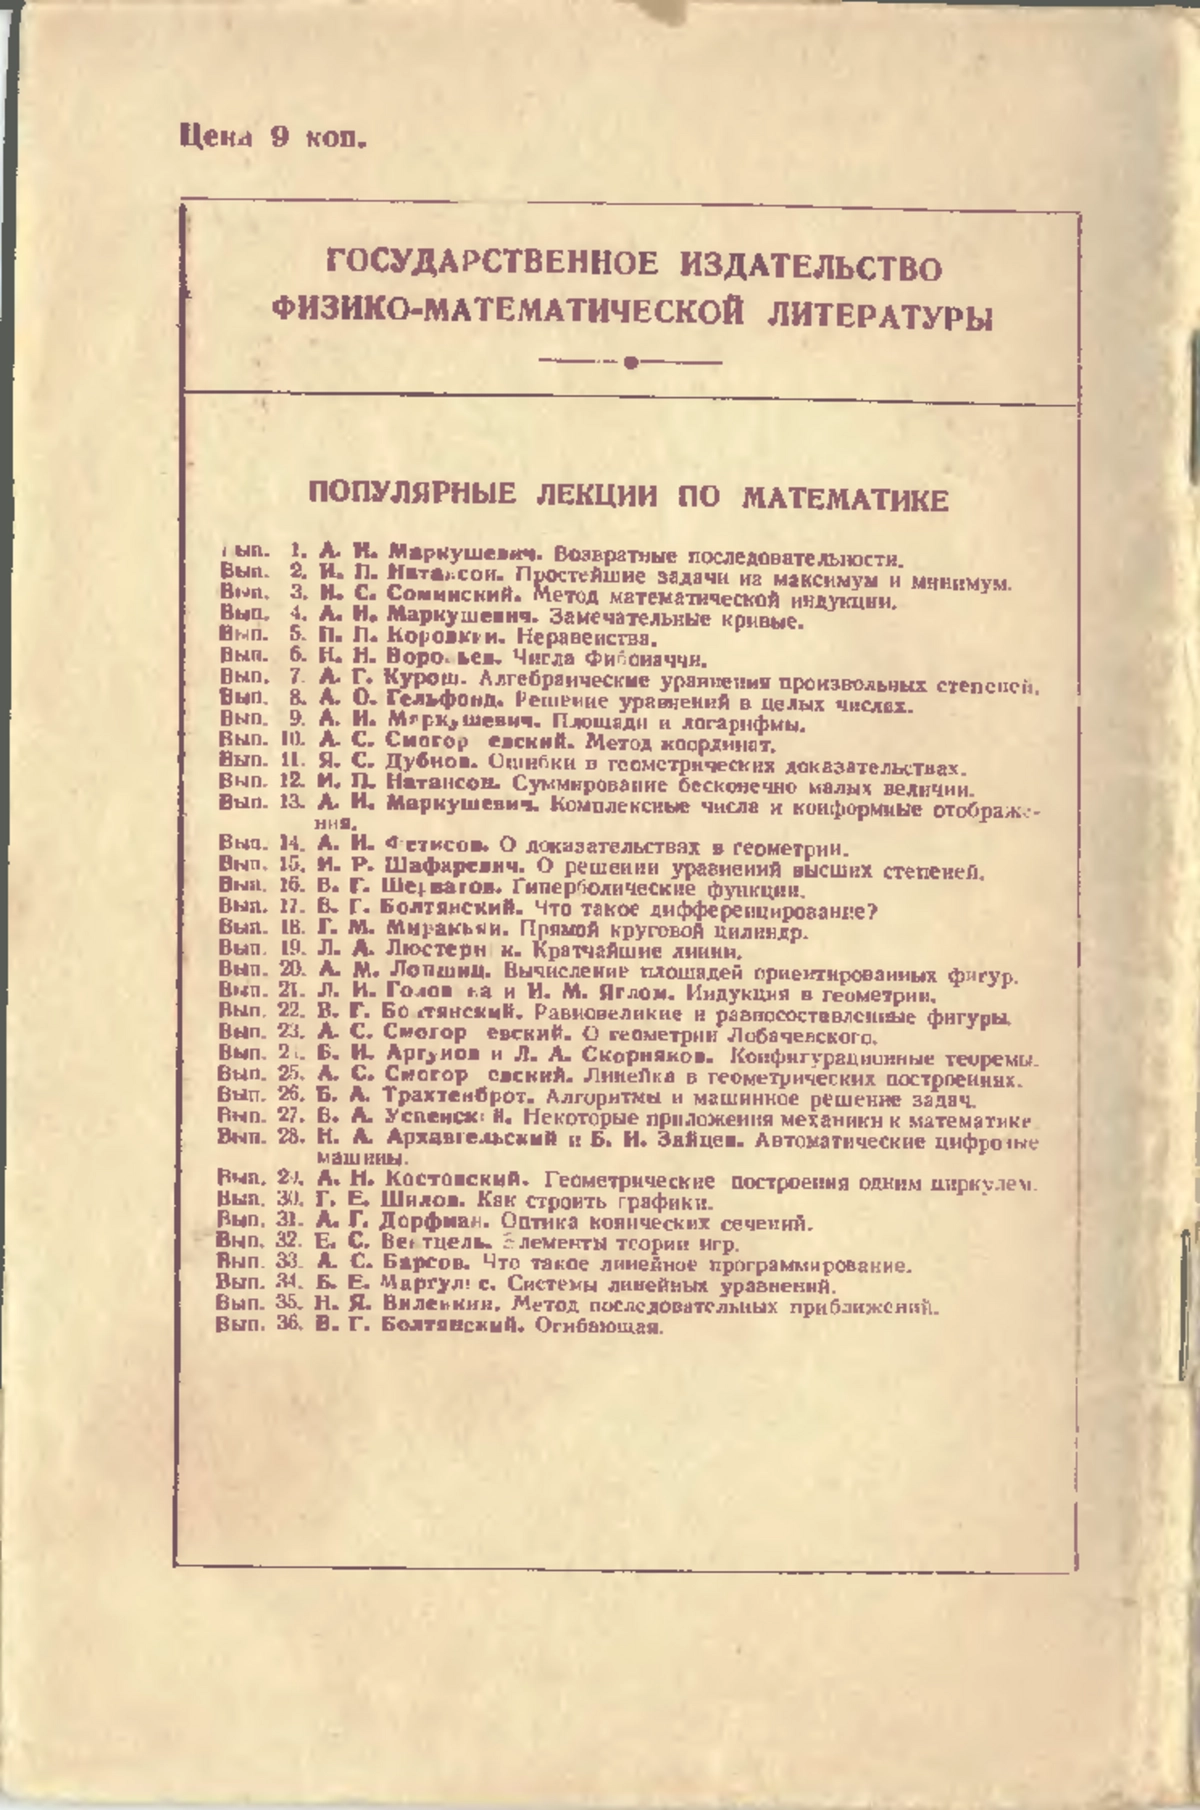 Цена 9 коп.
ГОСУДАРСТВЕННОЕ ИЗДАТЕЛЬСТВО
ФИЗИКО-МАТЕМАТИЧЕСКОЙ ЛИТЕРАТУРЫ
ПОПУЛЯРНЫЕ ЛЕКЦИИ ПО МАТЕМАТИКЕ
Вып. 1. А. И. Маркушевич. Возвратные последовательности.
Вып. 2. И. П. Натансон. Простейшие задачи на максимум и минимум.
Вып. 3. И. С. Соминский. Метод математической индукции.
Вып. 4. А. И. Маркушевич. Замечательные кривые.
Вып. 5. П. П. Коровкин. Неравенства.
Вып. 6. Н. Н. Воробьев. Числа Фибоначчи.
Вып. 7. А. Г. Курош. Алгебраические уравнения произвольных степеней.
Вып. 8. А. О. Гельфонд. Решение уравнений в целых числах.
Вып. 9. А. И. Маркушевич. Площади и логарифмы.
Вып. 10. А. С. Смогоржевский. Метод координат.
Вып. 11. Я. С. Дубнов. Ошибки в геометрических доказательствах.
Вып. 12. И. П. Натансон. Суммирование бесконечно малых величин.
Вып. 13. А. И. Маркушевич. Комплексные числа и конформные отображе-
ния.
Вып. 14. А. И. Фетисов. О доказательствах в геометрии.
Вып. 15. И. Р. Шафаревич. О решении уравнений высших степеней.
Вып. 16. В. Г. Шерватов. Гиперболические функции.
Вып. 17. В. Г. Болтянский. Что такое дифференцирование?
Вып. 18. Г. М. Миракьян. Прямой круговой цилиндр.
Вып. 19. Л. А. Люстерник. Кратчайшие линии.
Вып. 20. А. М. Лопшиц. Вычисление площадей ориентированных фигур.
Вып. 21. Л. И. Головина и И. М. Яглом. Индукция в геометрии.
Вып. 22. В. Г. Болтянский. Равновеликие и равносоставленные фигуры.
Вып. 23. А. С. Смогоржевский. О геометрии Лобачевского.
Вып. 24. Б. И. Аргунов и Л. А. Скорняков. Конфигурационные теоремы.
Вып. 25. А. С. Смогоржевский. Линейка в геометрических построениях.
Вып. 26. Б. А. Трахтенброт. Алгоритмы и машинное решение задач.
Вып. 27. В. А. Успенский. Некоторые приложения механики к математике
Вып. 28. Н. А. Архангельский и Б. И. Зайцев. Автоматические цифровые
машины.
Вып. 29. А. Н. Костовский. Геометрические построения одним циркулем.
Вып. 30. Г. Е. Шилов. Как строить графики.
Вып. 31. А. Г. Дорфман. Оптика конических сечений.
Вып. 32. Е. С. Вентцель. Элементы теории игр.
Вып. 33. А. С. Барсов. Что такое линейное программирование.
Вып. 34. Б. Е. Маргулис. Системы линейных уравнений.
Вып. 35. Н. Я. Виленкин. Метод последовательных приближений.
Вып. 36. В. Г. Болтянский. Огибающая.